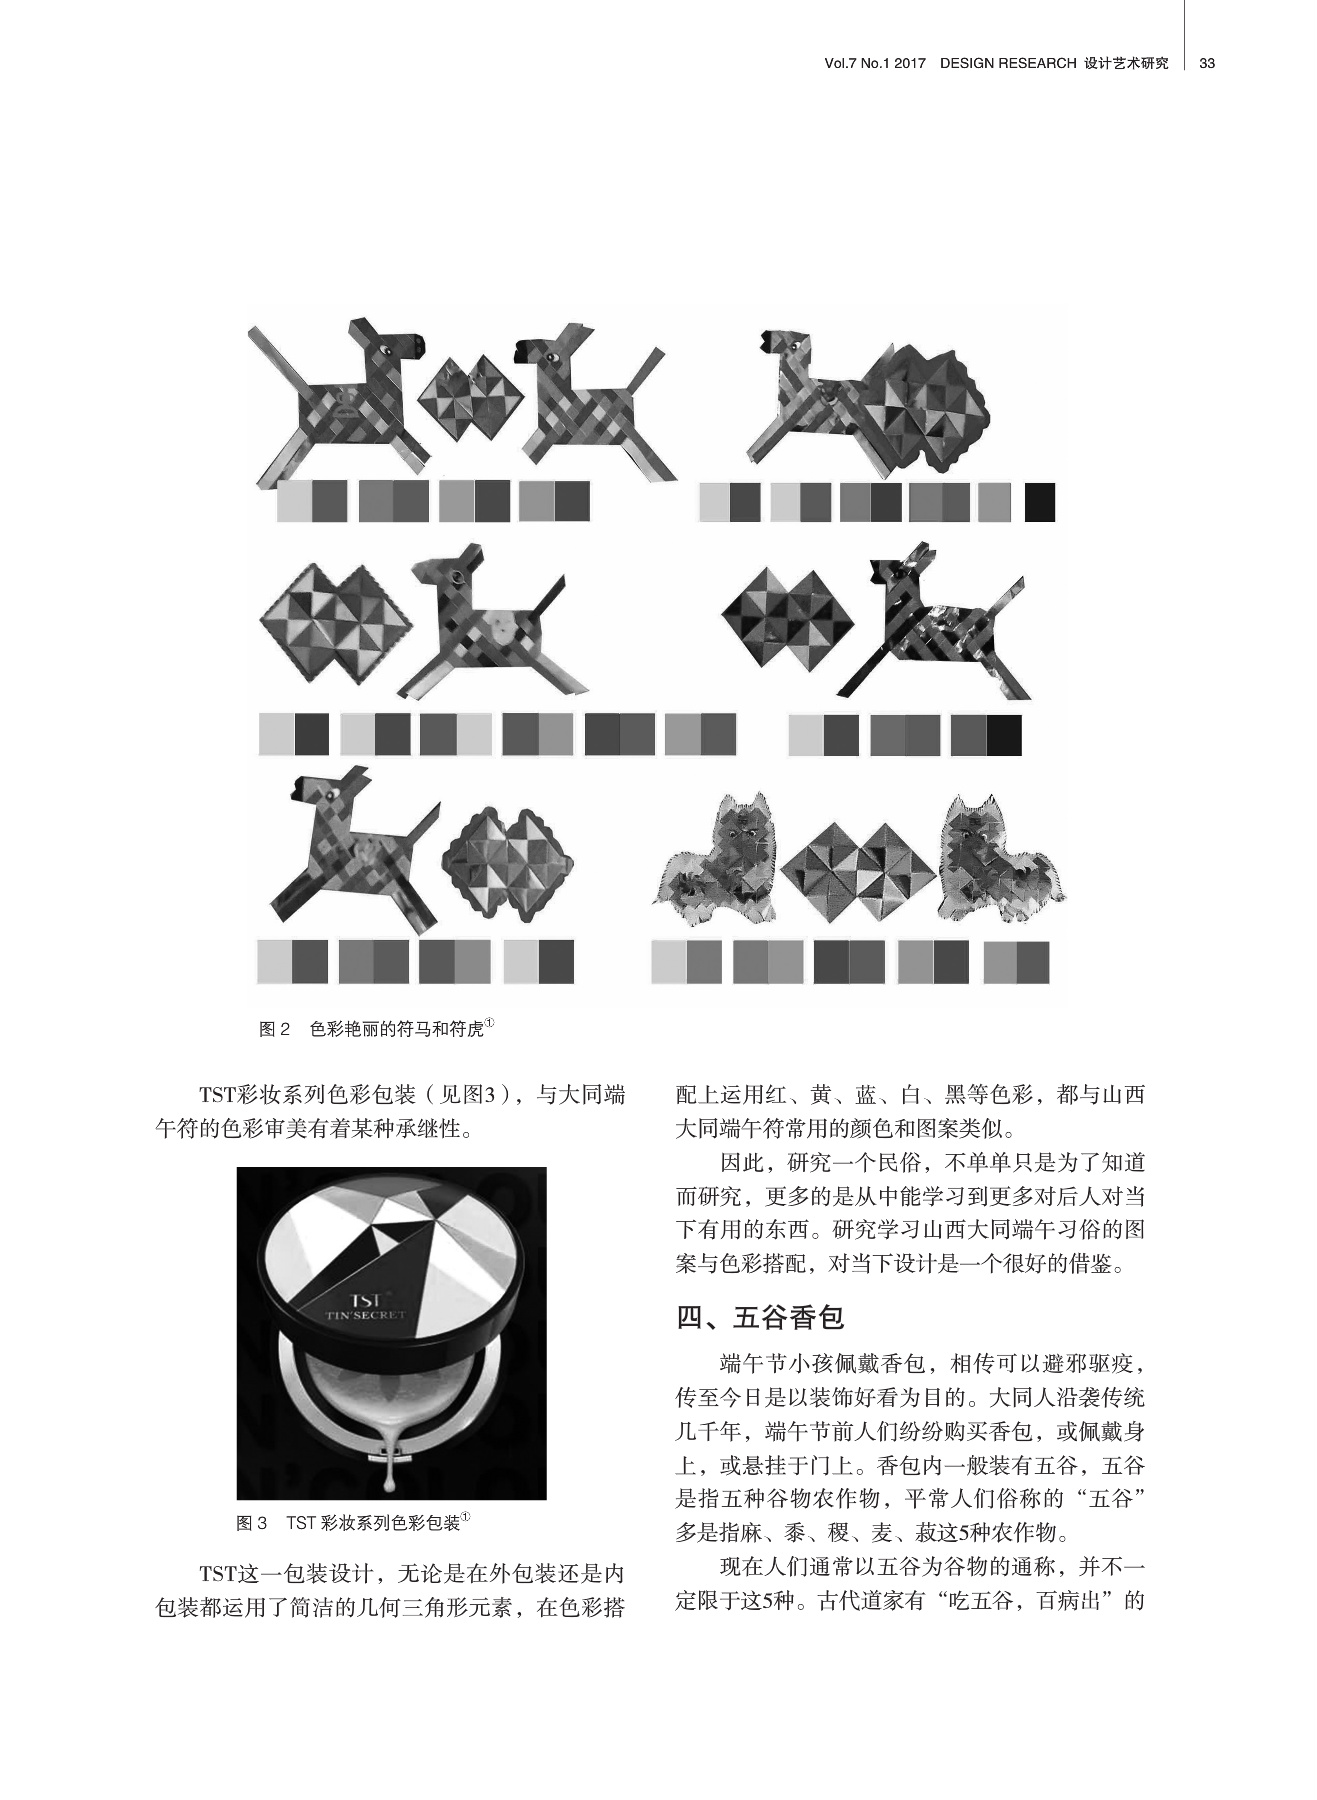 Vol.7 No.1 2017 DESIGN RESEARCH 设计艺术研究 33
图 2 色彩艳丽的符马和符虎①
TST彩妆系列色彩包装（见图3），与大同端
午符的色彩审美有着某种承继性。
TST
TIN'SECRET
图 3 TST 彩妆系列色彩包装①
TST这一包装设计，无论是在外包装还是内
包装都运用了简洁的几何三角形元素，在色彩搭
配上运用红、黄、蓝、白、黑等色彩，都与山西
大同端午符常用的颜色和图案类似。
因此，研究一个民俗，不单单只是为了知道
而研究，更多的是从中能学习到更多对后人对当
下有用的东西。研究学习山西大同端午习俗的图
案与色彩搭配，对当下设计是一个很好的借鉴。
四、五谷香包
端午节小孩佩戴香包，相传可以避邪驱疫，
传至今日是以装饰好看为目的。大同人沿袭传统
几千年，端午节前人们纷纷购买香包，或佩戴身
上，或悬挂于门上。香包内一般装有五谷，五谷
是指五种谷物农作物，平常人们俗称的“五谷”
多是指麻、黍、稷、麦、菽这5种农作物。
现在人们通常以五谷为谷物的通称，并不一
定限于这5种。古代道家有“吃五谷，百病出”的